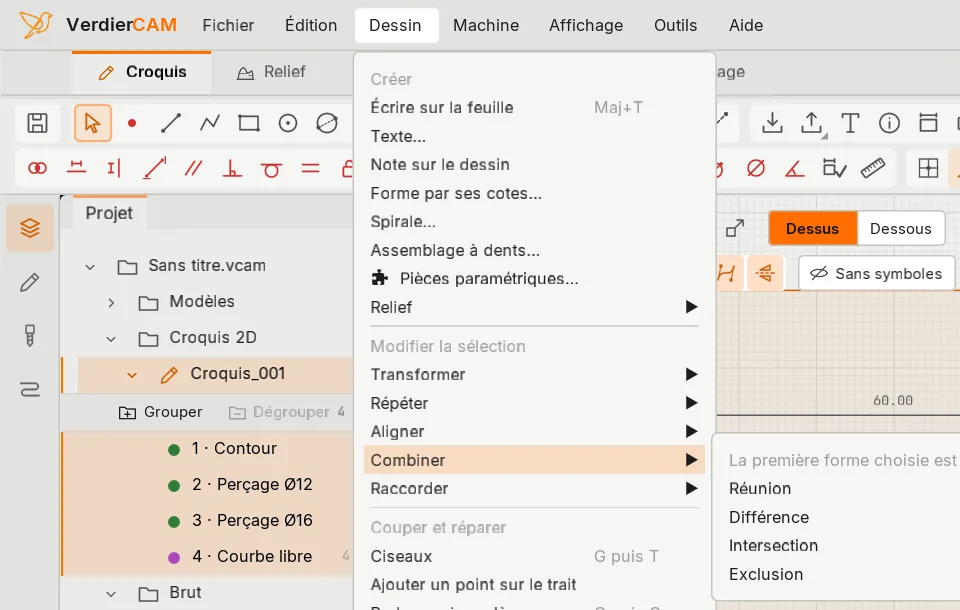 VerdierCAM Fichier Édition Dessin Machine Affichage Outils Aide
Croquis Relief age
Créer
Écrire sur la feuille Maj+T
Texte...
Note sur le dessin
Forme par ses cotes...
Spirale...
Assemblage à dents...
Pièces paramétriques...
Relief
Modifier la sélection
Transformer
Répéter
Aligner
Combiner
Raccorder
Couper et réparer
Ciseaux G puis T
Ajouter un point sur le trait
Projet
Sans titre.vcam
Modèles
Croquis 2D
Croquis_001
Grouper Dégrouper 4
1 · Contour
2 · Perçage Ø12
3 · Perçage Ø16
4 · Courbe libre 4
Brut
Dessus Dessous
Sans symboles
60.00
La première forme choisie est
Réunion
Différence
Intersection
Exclusion